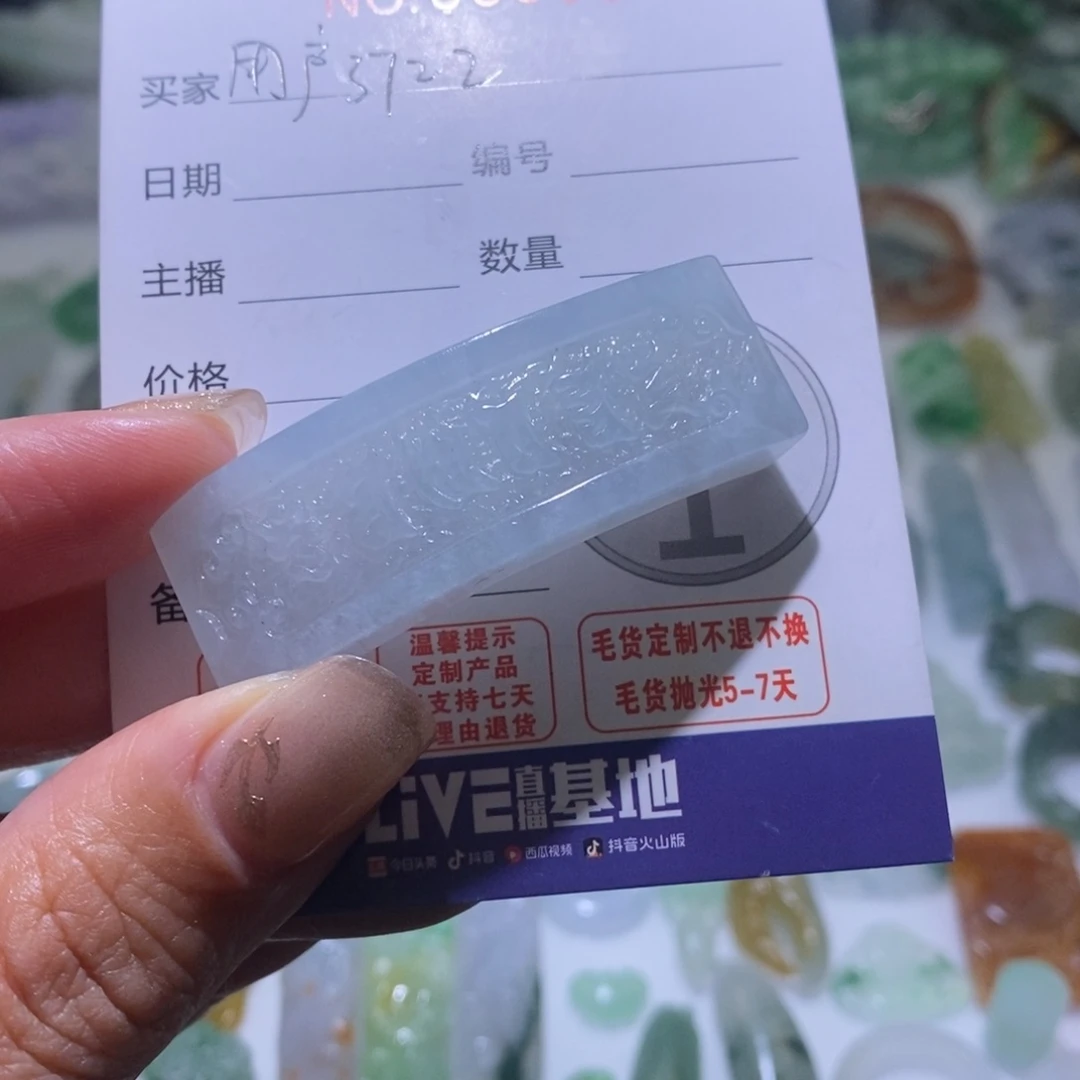 买家 用户3722
日期 编号
主播 数量
价格
备
温馨提示
定制产品
支持七天
理由退货
毛货定制不退不换
毛货抛光5-7天
LiVE直播基地
今日头条 抖音 西瓜视频 抖音火山版